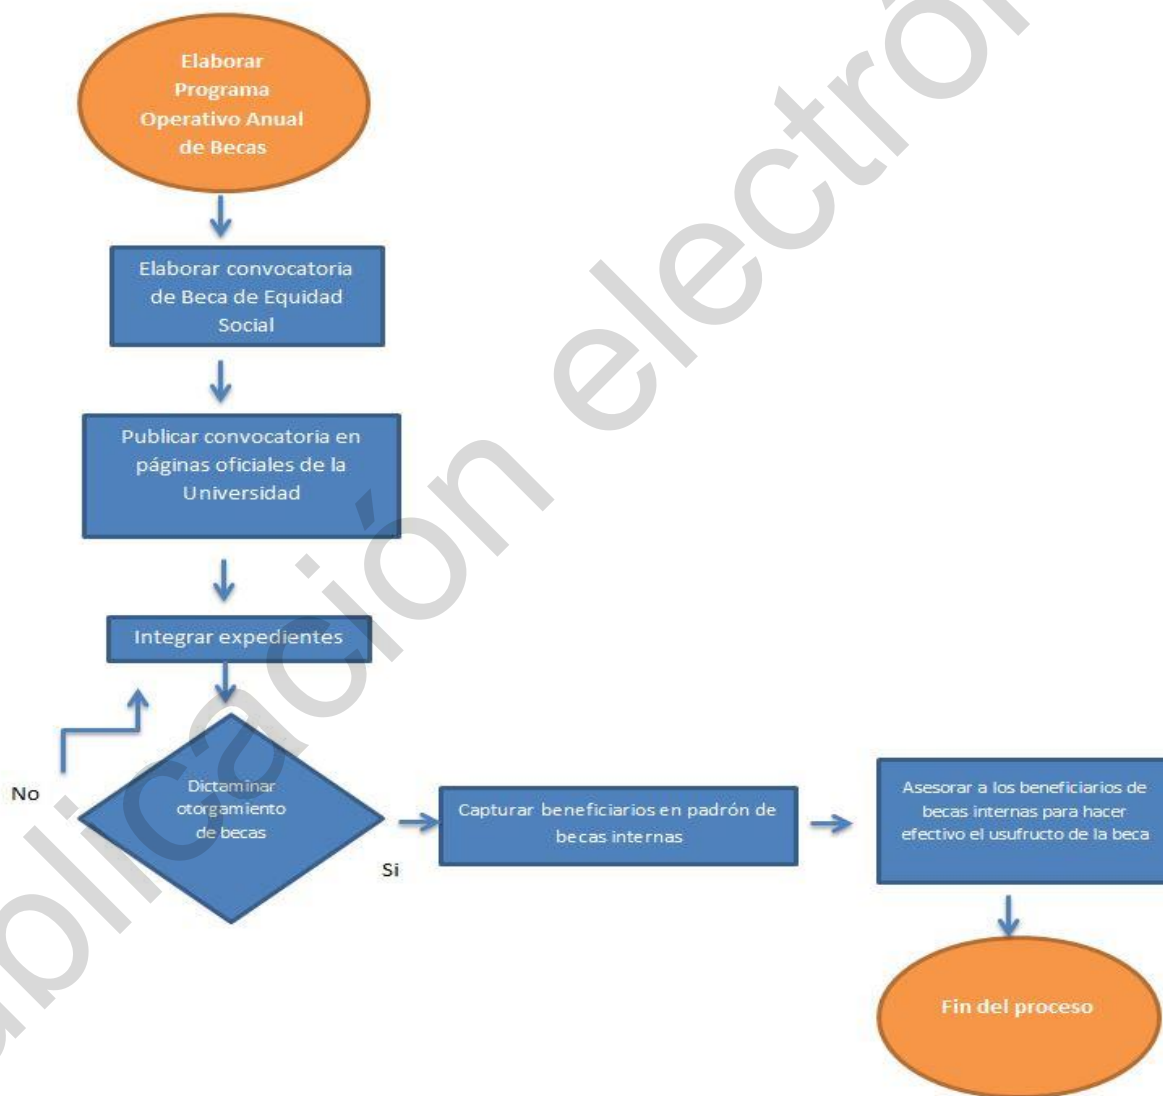 Elaborar
Programa
Operativo Anual
de Becas
Elaborar convocatoria
de Beca de Equidad
Social
Publicar convocatoria en
páginas oficiales de la
Universidad
Integrar expedientes
No
Dictaminar
otorgamiento
de becas
Si
Capturar beneficiarios en padrón de
becas internas
Asesorar a los beneficiarios de
becas internas para hacer
efectivo el usufructo de la beca
Fin del proceso
ublicación electró